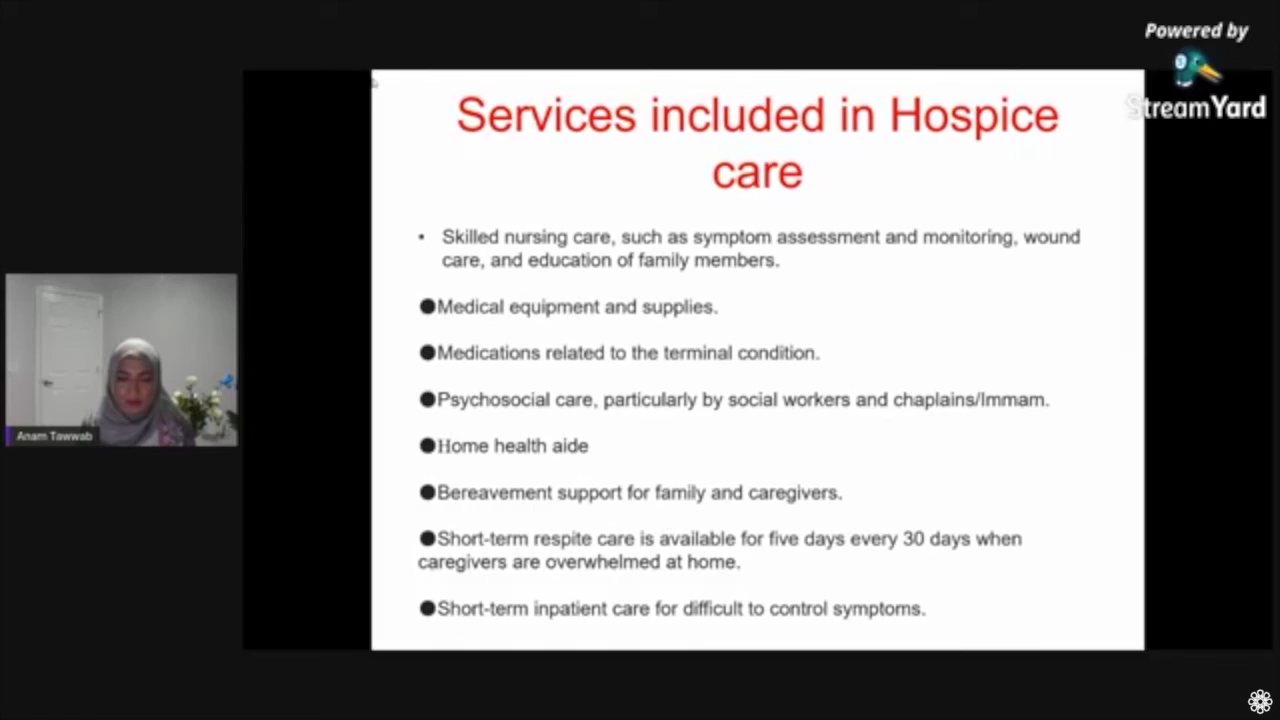 Powered by
StreamYard
Services included in Hospice
care
• Skilled nursing care, such as symptom assessment and monitoring, wound
care, and education of family members.
●Medical equipment and supplies.
●Medications related to the terminal condition.
●Psychosocial care, particularly by social workers and chaplains/Immam.
●Home health aide
●Bereavement support for family and caregivers.
●Short-term respite care is available for five days every 30 days when
caregivers are overwhelmed at home.
●Short-term inpatient care for difficult to control symptoms.
Anam Tawwab